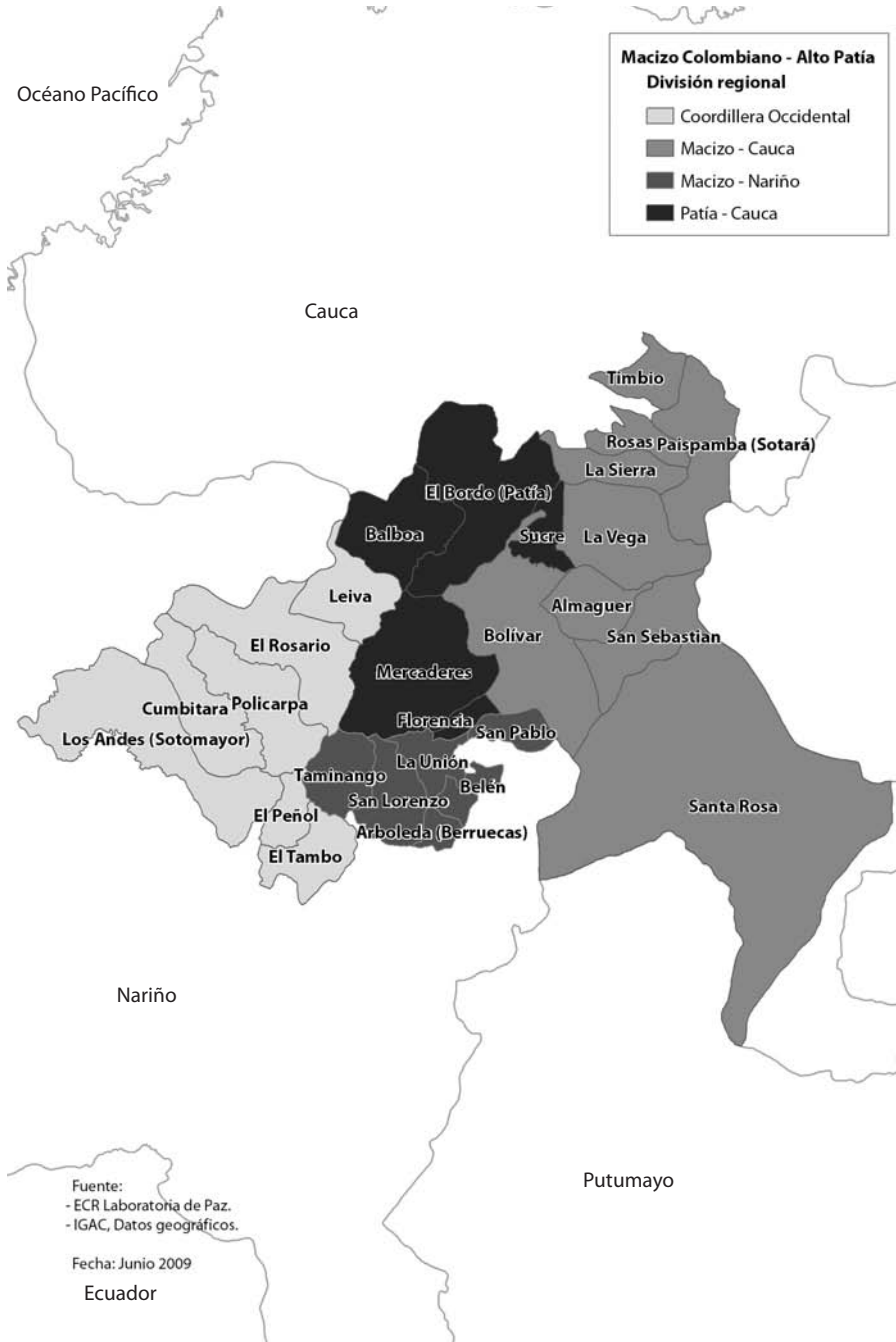 Macizo Colombiano - Alto Patía
División regional
Coordillera Occidental
Macizo - Cauca
Macizo - Nariño
Patía - Cauca
Océano Pacífico
Cauca
Timbio
Rosas
Paispamba (Sotará)
La Sierra
El Bordo (Patía)
Balboa
Sucre
La Vega
Leiva
Almaguer
Bolívar
San Sebastian
El Rosario
Mercaderes
Cumbitara
Policarpa
Florencia
San Pablo
Los Andes (Sotomayor)
La Unión
Taminango
Belén
San Lorenzo
Santa Rosa
El Peñol
Arboleda (Berruecas)
El Tambo
Nariño
Putumayo
Fuente:
- ECR Laboratoria de Paz.
- IGAC, Datos geográficos.
Fecha: Junio 2009
Ecuador